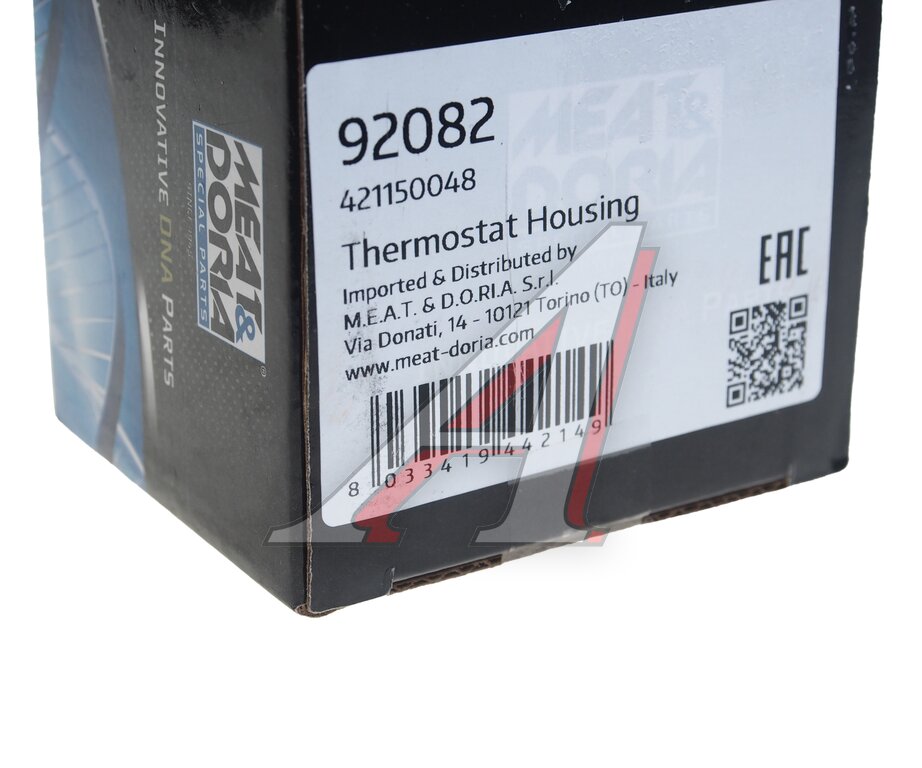 INNOVATIVE DNA PARTS
MEAT&
DORIA®
SPECIAL PARTS
92082
421150048
Thermostat Housing
Imported & Distributed by
M.E.A.T. & D.O.RI.A. S.r.l.
Via Donati, 14 - 10121 Torino (TO) - Italy
www.meat-doria.com
EAC
8 033419 442149